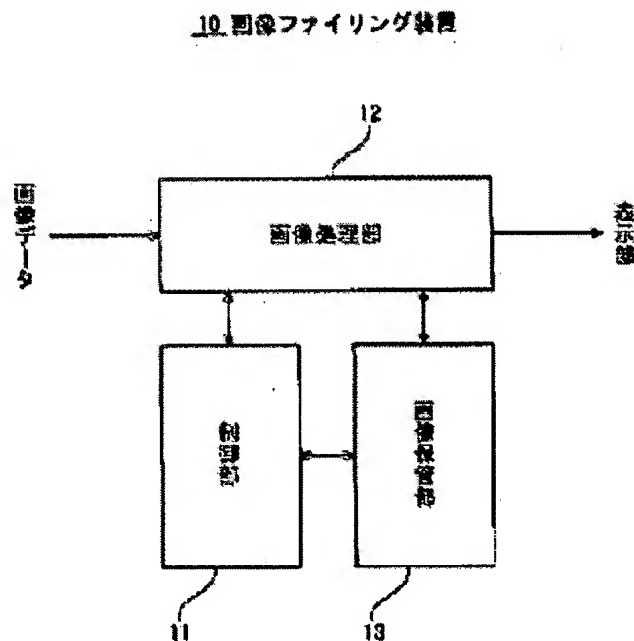 10 画像ファイリング装置
12
画像データ
画像処理部
表示部
制御部
画像保管部
11
13